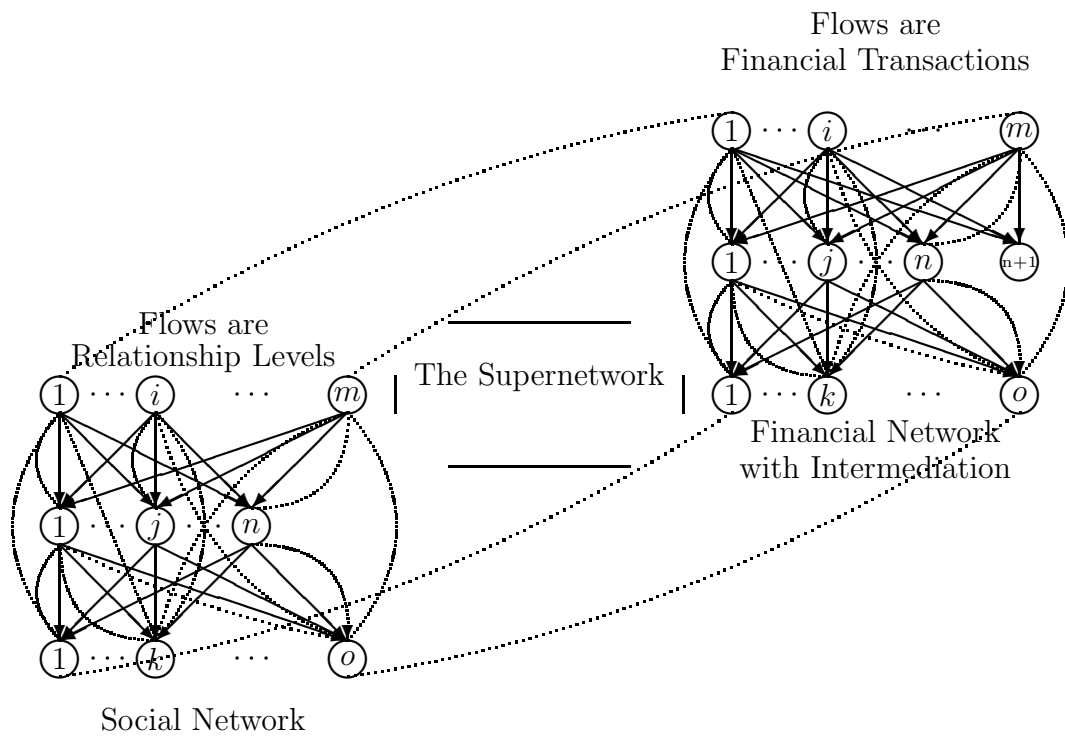 Flows are
Financial Transactions
1 ··· i ··· m
1 ··· j ··· n n+1
1 ··· k ··· o
Financial Network
with Intermediation
The Supernetwork
Flows are
Relationship Levels
1 ··· i ··· m
1 ··· j ··· n
1 ··· k ··· o
Social Network